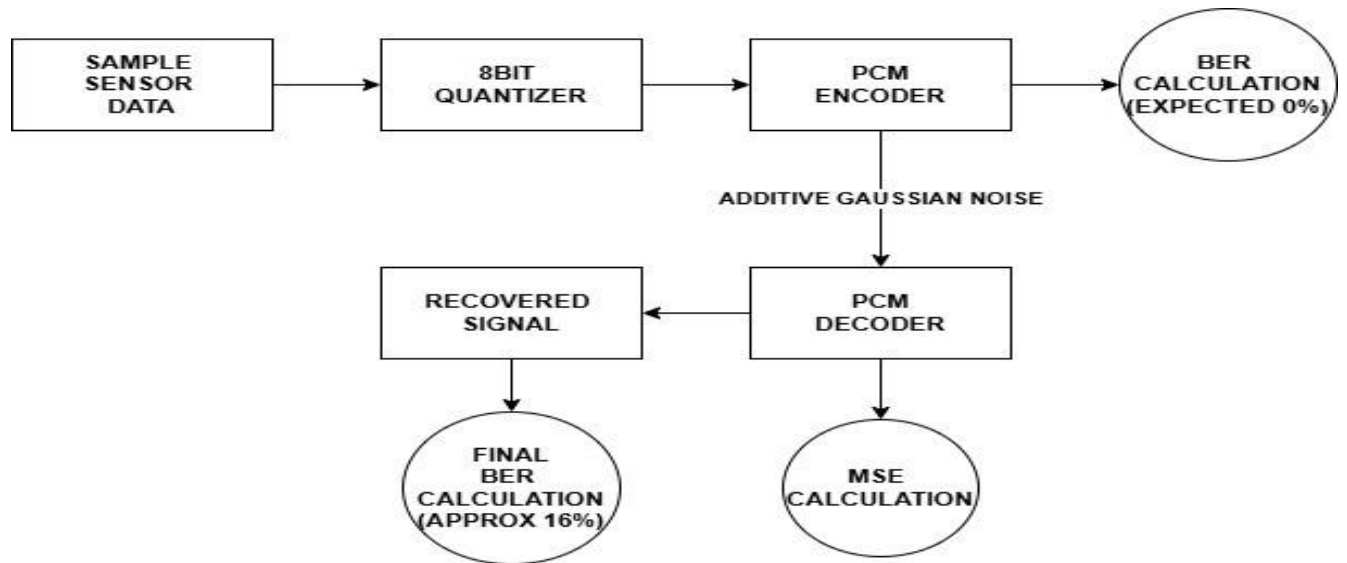 SAMPLE
SENSOR
DATA
8BIT
QUANTIZER
PCM
ENCODER
BER
CALCULATION
(EXPECTED 0%)
ADDITIVE GAUSSIAN NOISE
RECOVERED
SIGNAL
PCM
DECODER
FINAL
BER
CALCULATION
(APPROX 16%)
MSE
CALCULATION